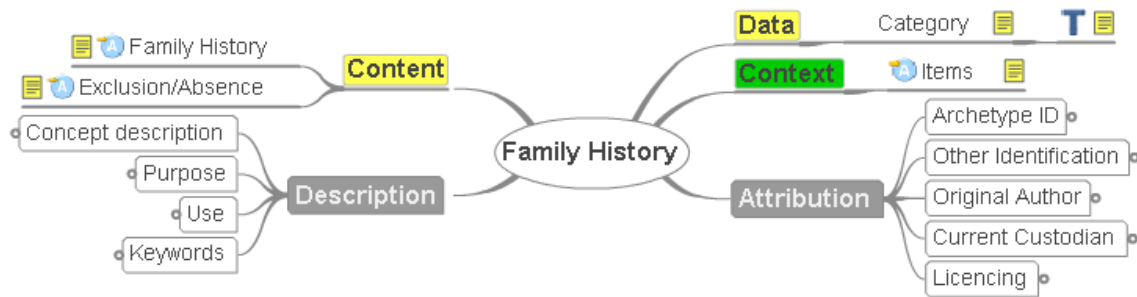 Family History
Content
Family History
Exclusion/Absence
Description
Concept description
Purpose
Use
Keywords
Data
Category
T
Context
Items
Attribution
Archetype ID
Other Identification
Original Author
Current Custodian
Licencing